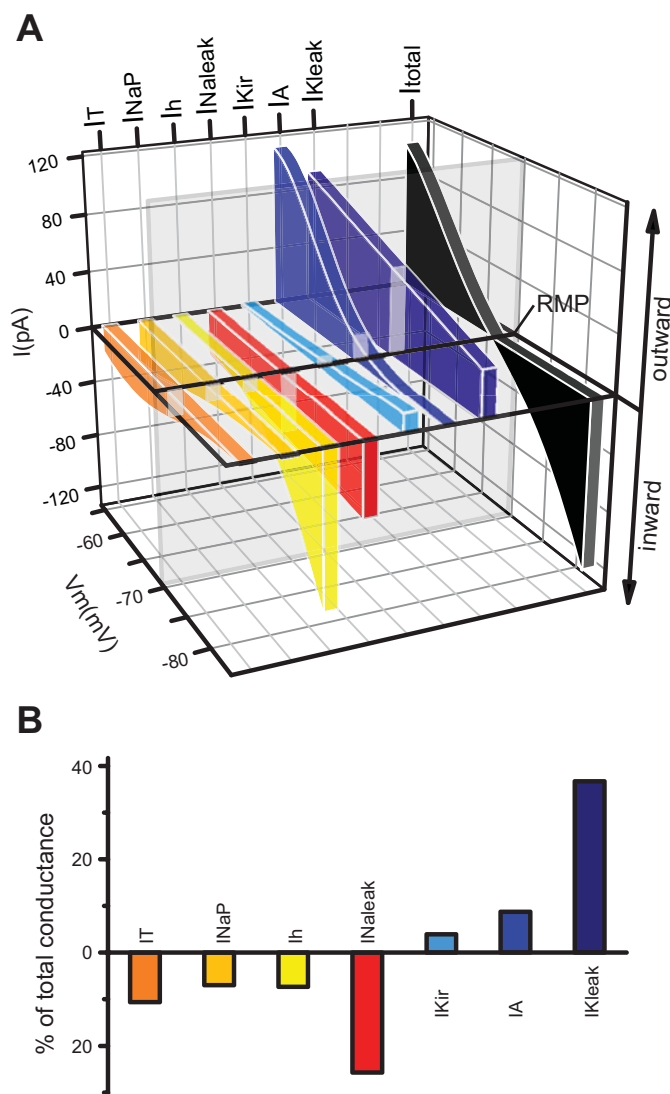 A
IT INaP Ih INaleak IKir IA IKleak Itotal
120
80
40
0
-40
-80
-120
I(pA)
RMP
outward
inward
-60
-70
-80
Vm(mV)
B
40
20
0
20
% of total conductance
IT INaP Ih INaleak
IKir IA IKleak